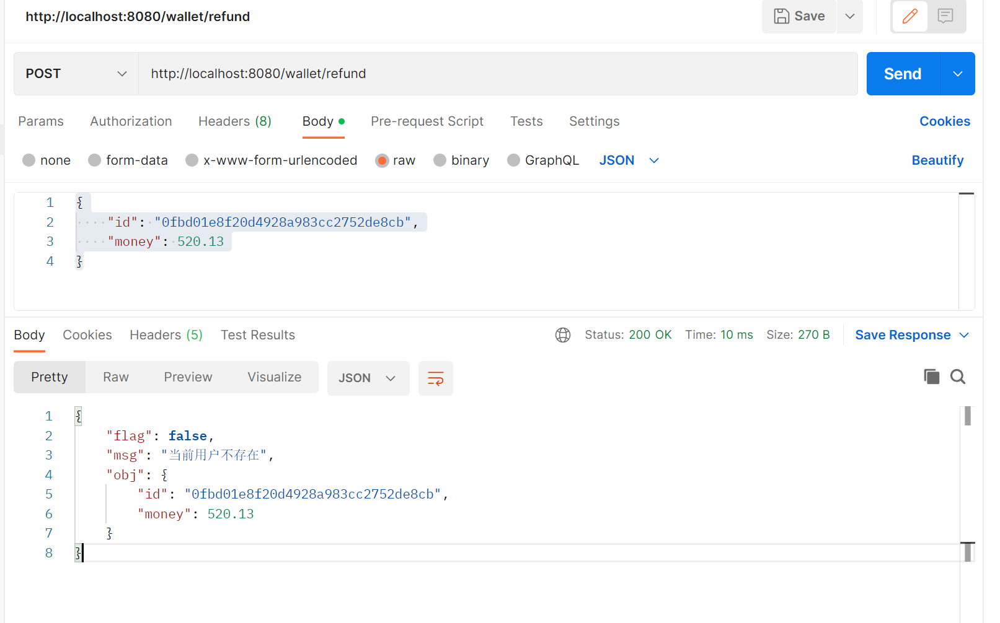 http://localhost:8080/wallet/refund
Save
POST
http://localhost:8080/wallet/refund
Send
Params Authorization Headers (8) Body Pre-request Script Tests Settings Cookies
none form-data x-www-form-urlencoded raw binary GraphQL JSON Beautify
1 {
2 "id": "0fbd01e8f20d4928a983cc2752de8cb",
3 "money": 520.13
4 }
Body Cookies Headers (5) Test Results Status: 200 OK Time: 10 ms Size: 270 B Save Response
Pretty Raw Preview Visualize JSON
1 {
2 "flag": false,
3 "msg": "当前用户不存在",
4 "obj": {
5 "id": "0fbd01e8f20d4928a983cc2752de8cb",
6 "money": 520.13
7 }
8 }